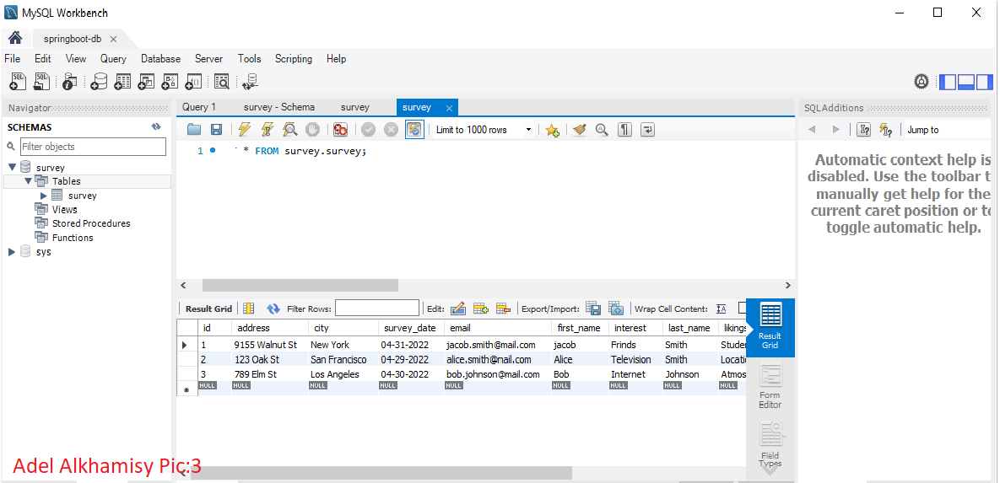 MySQL Workbench
springboot-db
File Edit View Query Database Server Tools Scripting Help
Navigator
SCHEMAS
Filter objects
survey
Tables
survey
Views
Stored Procedures
Functions
sys
Query 1 survey - Schema survey survey
Limit to 1000 rows
1 * FROM survey.survey;
SQLAdditions
Jump to
Automatic context help is
disabled. Use the toolbar t
manually get help for the
current caret position or to
toggle automatic help.
Result Grid Filter Rows: Edit: Export/Import: Wrap Cell Content:
id address city survey_date email first_name interest last_name likings
1 9155 Walnut St New York 04-31-2022 jacob.smith@mail.com jacob Frinds Smith Studen
2 123 Oak St San Francisco 04-29-2022 alice.smith@mail.com Alice Television Smith Locatio
3 789 Elm St Los Angeles 04-30-2022 bob.johnson@mail.com Bob Internet Johnson Atmos
NULL NULL NULL NULL NULL NULL NULL NULL NULL
Result
Grid
Form
Editor
Field
Types
Adel Alkhamisy Pic:3